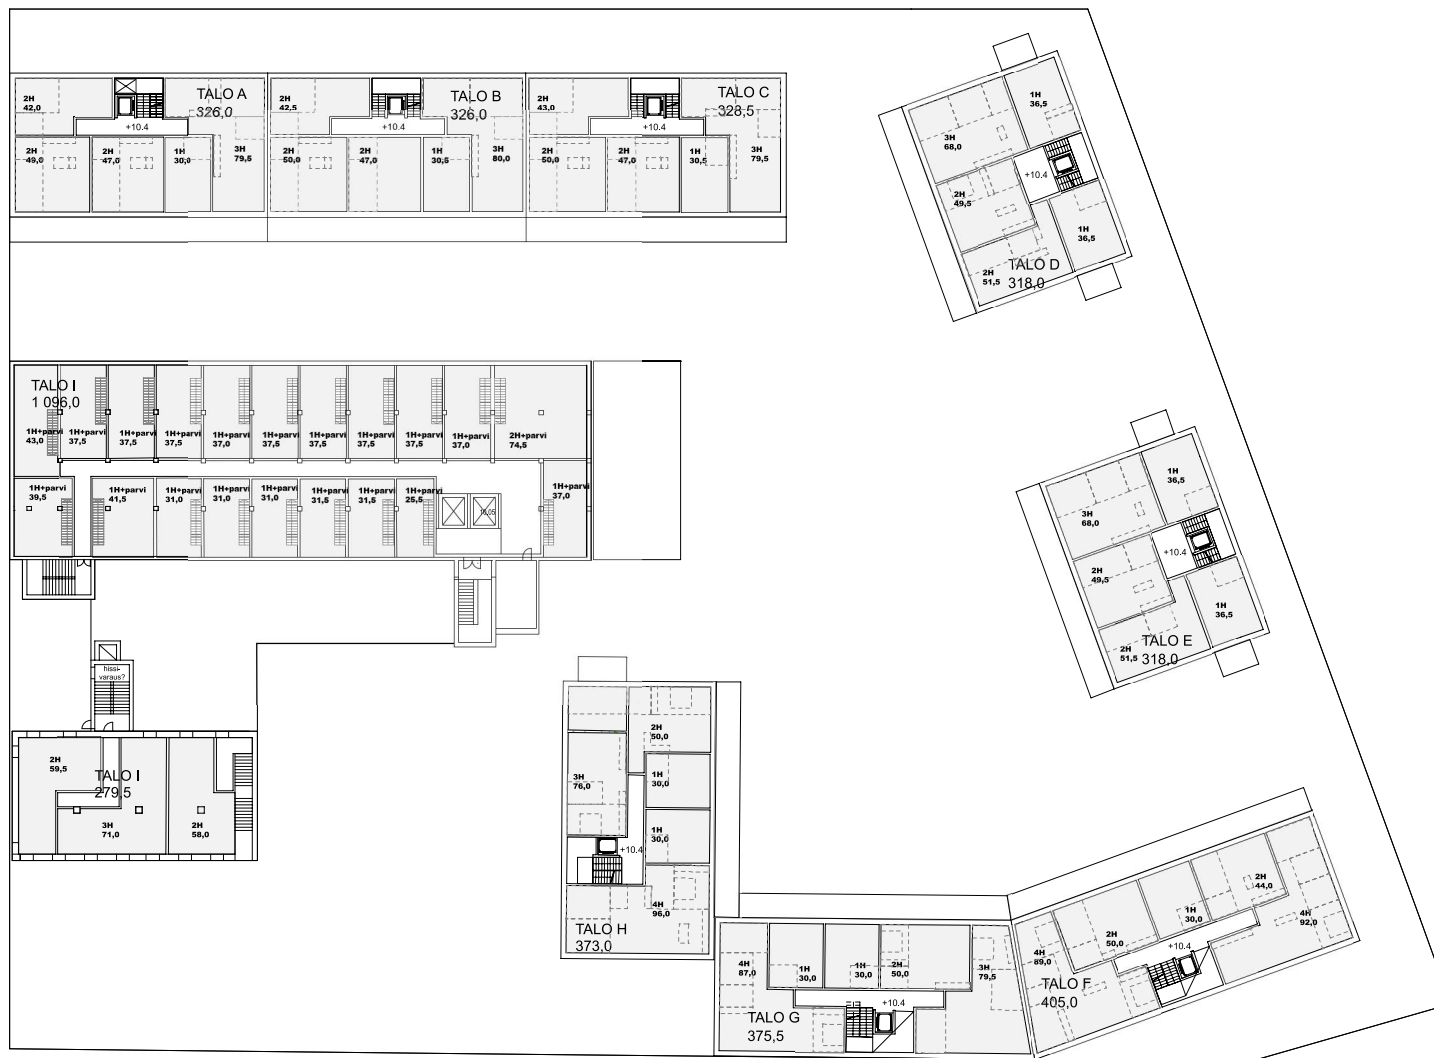 TALO A
326,0
2H
42,0
+10.4
2H
49,0
2H
47,0
1H
30,0
3H
79,5
TALO B
326,0
2H
42,5
+10.4
2H
50,0
2H
47,0
1H
30,5
3H
80,0
TALO C
328,5
2H
43,0
+10.4
2H
50,0
2H
47,0
1H
30,5
3H
79,5
1H
36,5
3H
68,0
+10.4
2H
49,5
1H
36,5
2H
51,5
TALO D
318,0
TALO I
1 096,0
1H+parvi
43,0
1H+parvi
37,5
1H+parvi
37,5
1H+parvi
37,5
1H+parvi
37,0
1H+parvi
37,5
1H+parvi
37,5
1H+parvi
37,5
1H+parvi
37,5
1H+parvi
37,0
2H+parvi
74,5
1H+parvi
39,5
1H+parvi
41,5
1H+parvi
31,0
1H+parvi
31,0
1H+parvi
31,0
1H+parvi
31,5
1H+parvi
31,5
1H+parvi
25,5
10,05
1H+parvi
37,0
1H
36,5
3H
68,0
+10.4
2H
49,5
1H
36,5
2H
51,5
TALO E
318,0
hissi-
varaus?
2H
59,5
TALO I
279,5
3H
71,0
2H
58,0
2H
50,0
3H
76,0
1H
30,0
1H
30,0
+10.4
4H
96,0
TALO H
373,0
4H
87,0
1H
30,0
1H
30,0
2H
50,0
3H
79,5
+10.4
TALO G
375,5
4H
89,0
2H
50,0
1H
30,0
2H
44,0
4H
92,0
+10.4
TALO F
405,0